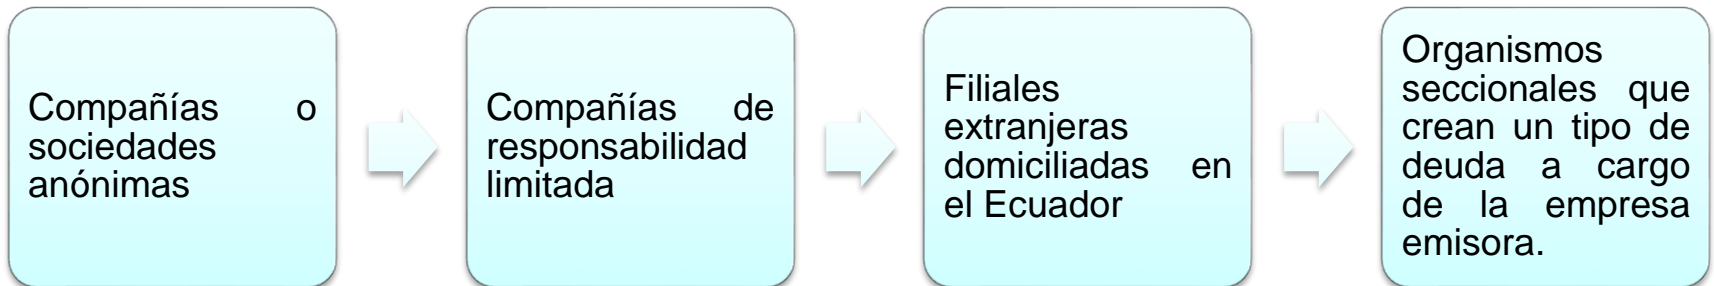 Compañías o
sociedades
anónimas
Compañías de
responsabilidad
limitada
Filiales
extranjeras
domiciliadas en
el Ecuador
Organismos
seccionales que
crean un tipo de
deuda a cargo
de la empresa
emisora.